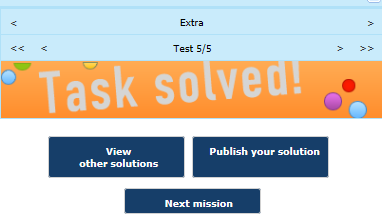 < Extra >
<< < Test 5/5 > >>
Task solved!
View
other solutions
Publish your solution
Next mission